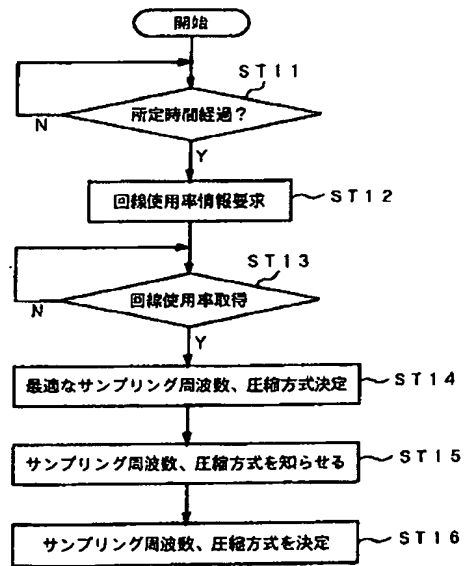 開始
ST11
所定時間経過?
N
Y
回線使用率情報要求
ST12
ST13
回線使用率取得
N
Y
最適なサンプリング周波数、圧縮方式決定
ST14
サンプリング周波数、圧縮方式を知らせる
ST15
サンプリング周波数、圧縮方式を決定
ST16